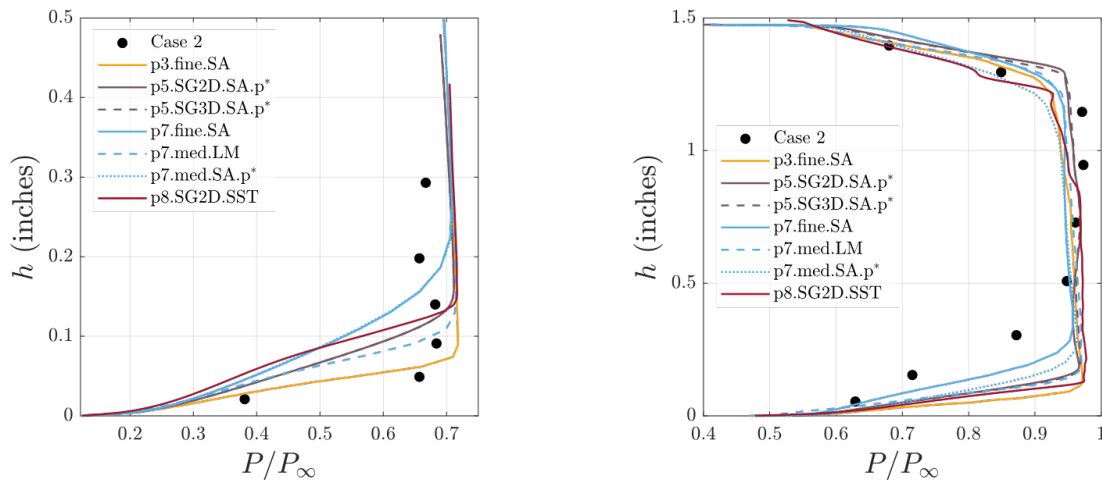 0.5
0.4
0.3
0.2
0.1
0
h (inches)
Case 2
p3.fine.SA
p5.SG2D.SA.p*
p5.SG3D.SA.p*
p7.fine.SA
p7.med.LM
p7.med.SA.p*
p8.SG2D.SST
0.2 0.3 0.4 0.5 0.6 0.7
P/P∞
1.5
1
0.5
0
h (inches)
Case 2
p3.fine.SA
p5.SG2D.SA.p*
p5.SG3D.SA.p*
p7.fine.SA
p7.med.LM
p7.med.SA.p*
p8.SG2D.SST
0.4 0.5 0.6 0.7 0.8 0.9 1
P/P∞